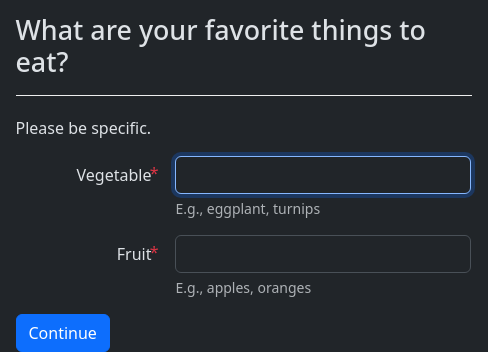 What are your favorite things to
eat?
Please be specific.
Vegetable*
E.g., eggplant, turnips
Fruit*
E.g., apples, oranges
Continue